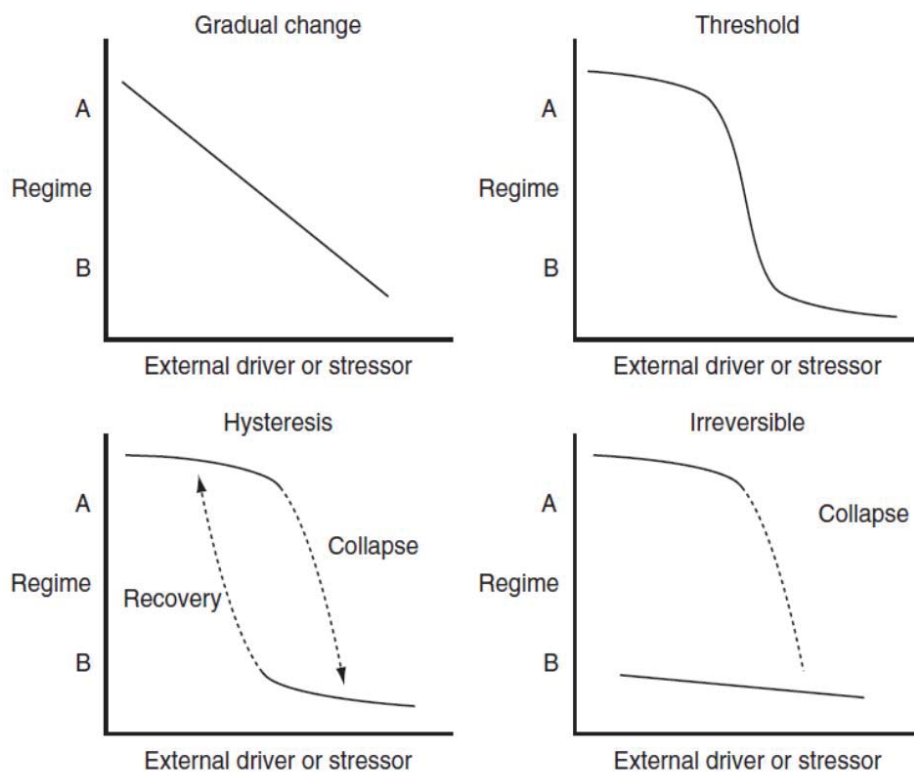 Gradual change
A
Regime
B
External driver or stressor
Threshold
A
Regime
B
External driver or stressor
Hysteresis
A
Collapse
Regime
Recovery
B
External driver or stressor
Irreversible
A
Collapse
Regime
B
External driver or stressor